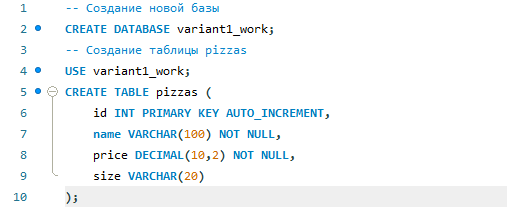 1 -- Создание новой базы
2 CREATE DATABASE variant1_work;
3 -- Создание таблицы pizzas
4 USE variant1_work;
5 CREATE TABLE pizzas (
6 id INT PRIMARY KEY AUTO_INCREMENT,
7 name VARCHAR(100) NOT NULL,
8 price DECIMAL(10,2) NOT NULL,
9 size VARCHAR(20)
10 );